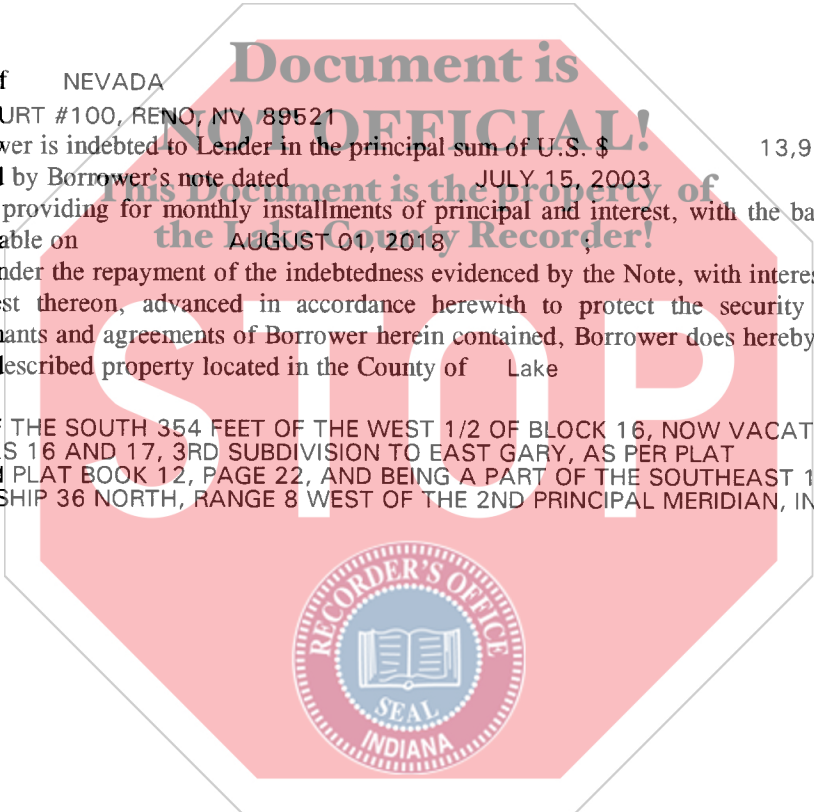 Document is
f NEVADA
URT #100, RENO, NV 89521
NOT OFFICIAL!
wer is indebted to Lender in the principal sum of U.S. $ 13,9
by Borrower's note dated JULY 15, 2003
This Document is the property of
providing for monthly installments of principal and interest, with the ba
the Lake County Recorder!
able on AUGUST 01, 2018 ;
nder the repayment of the indebtedness evidenced by the Note, with interes
est thereon, advanced in accordance herewith to protect the security
nants and agreements of Borrower herein contained, Borrower does hereby
described property located in the County of Lake
STOP
F THE SOUTH 354 FEET OF THE WEST 1/2 OF BLOCK 16, NOW VACAT
S 16 AND 17, 3RD SUBDIVISION TO EAST GARY, AS PER PLAT
PLAT BOOK 12, PAGE 22, AND BEING A PART OF THE SOUTHEAST 1
SHIP 36 NORTH, RANGE 8 WEST OF THE 2ND PRINCIPAL MERIDIAN, IN
RECORDER'S OFFICE
SEAL
INDIANA